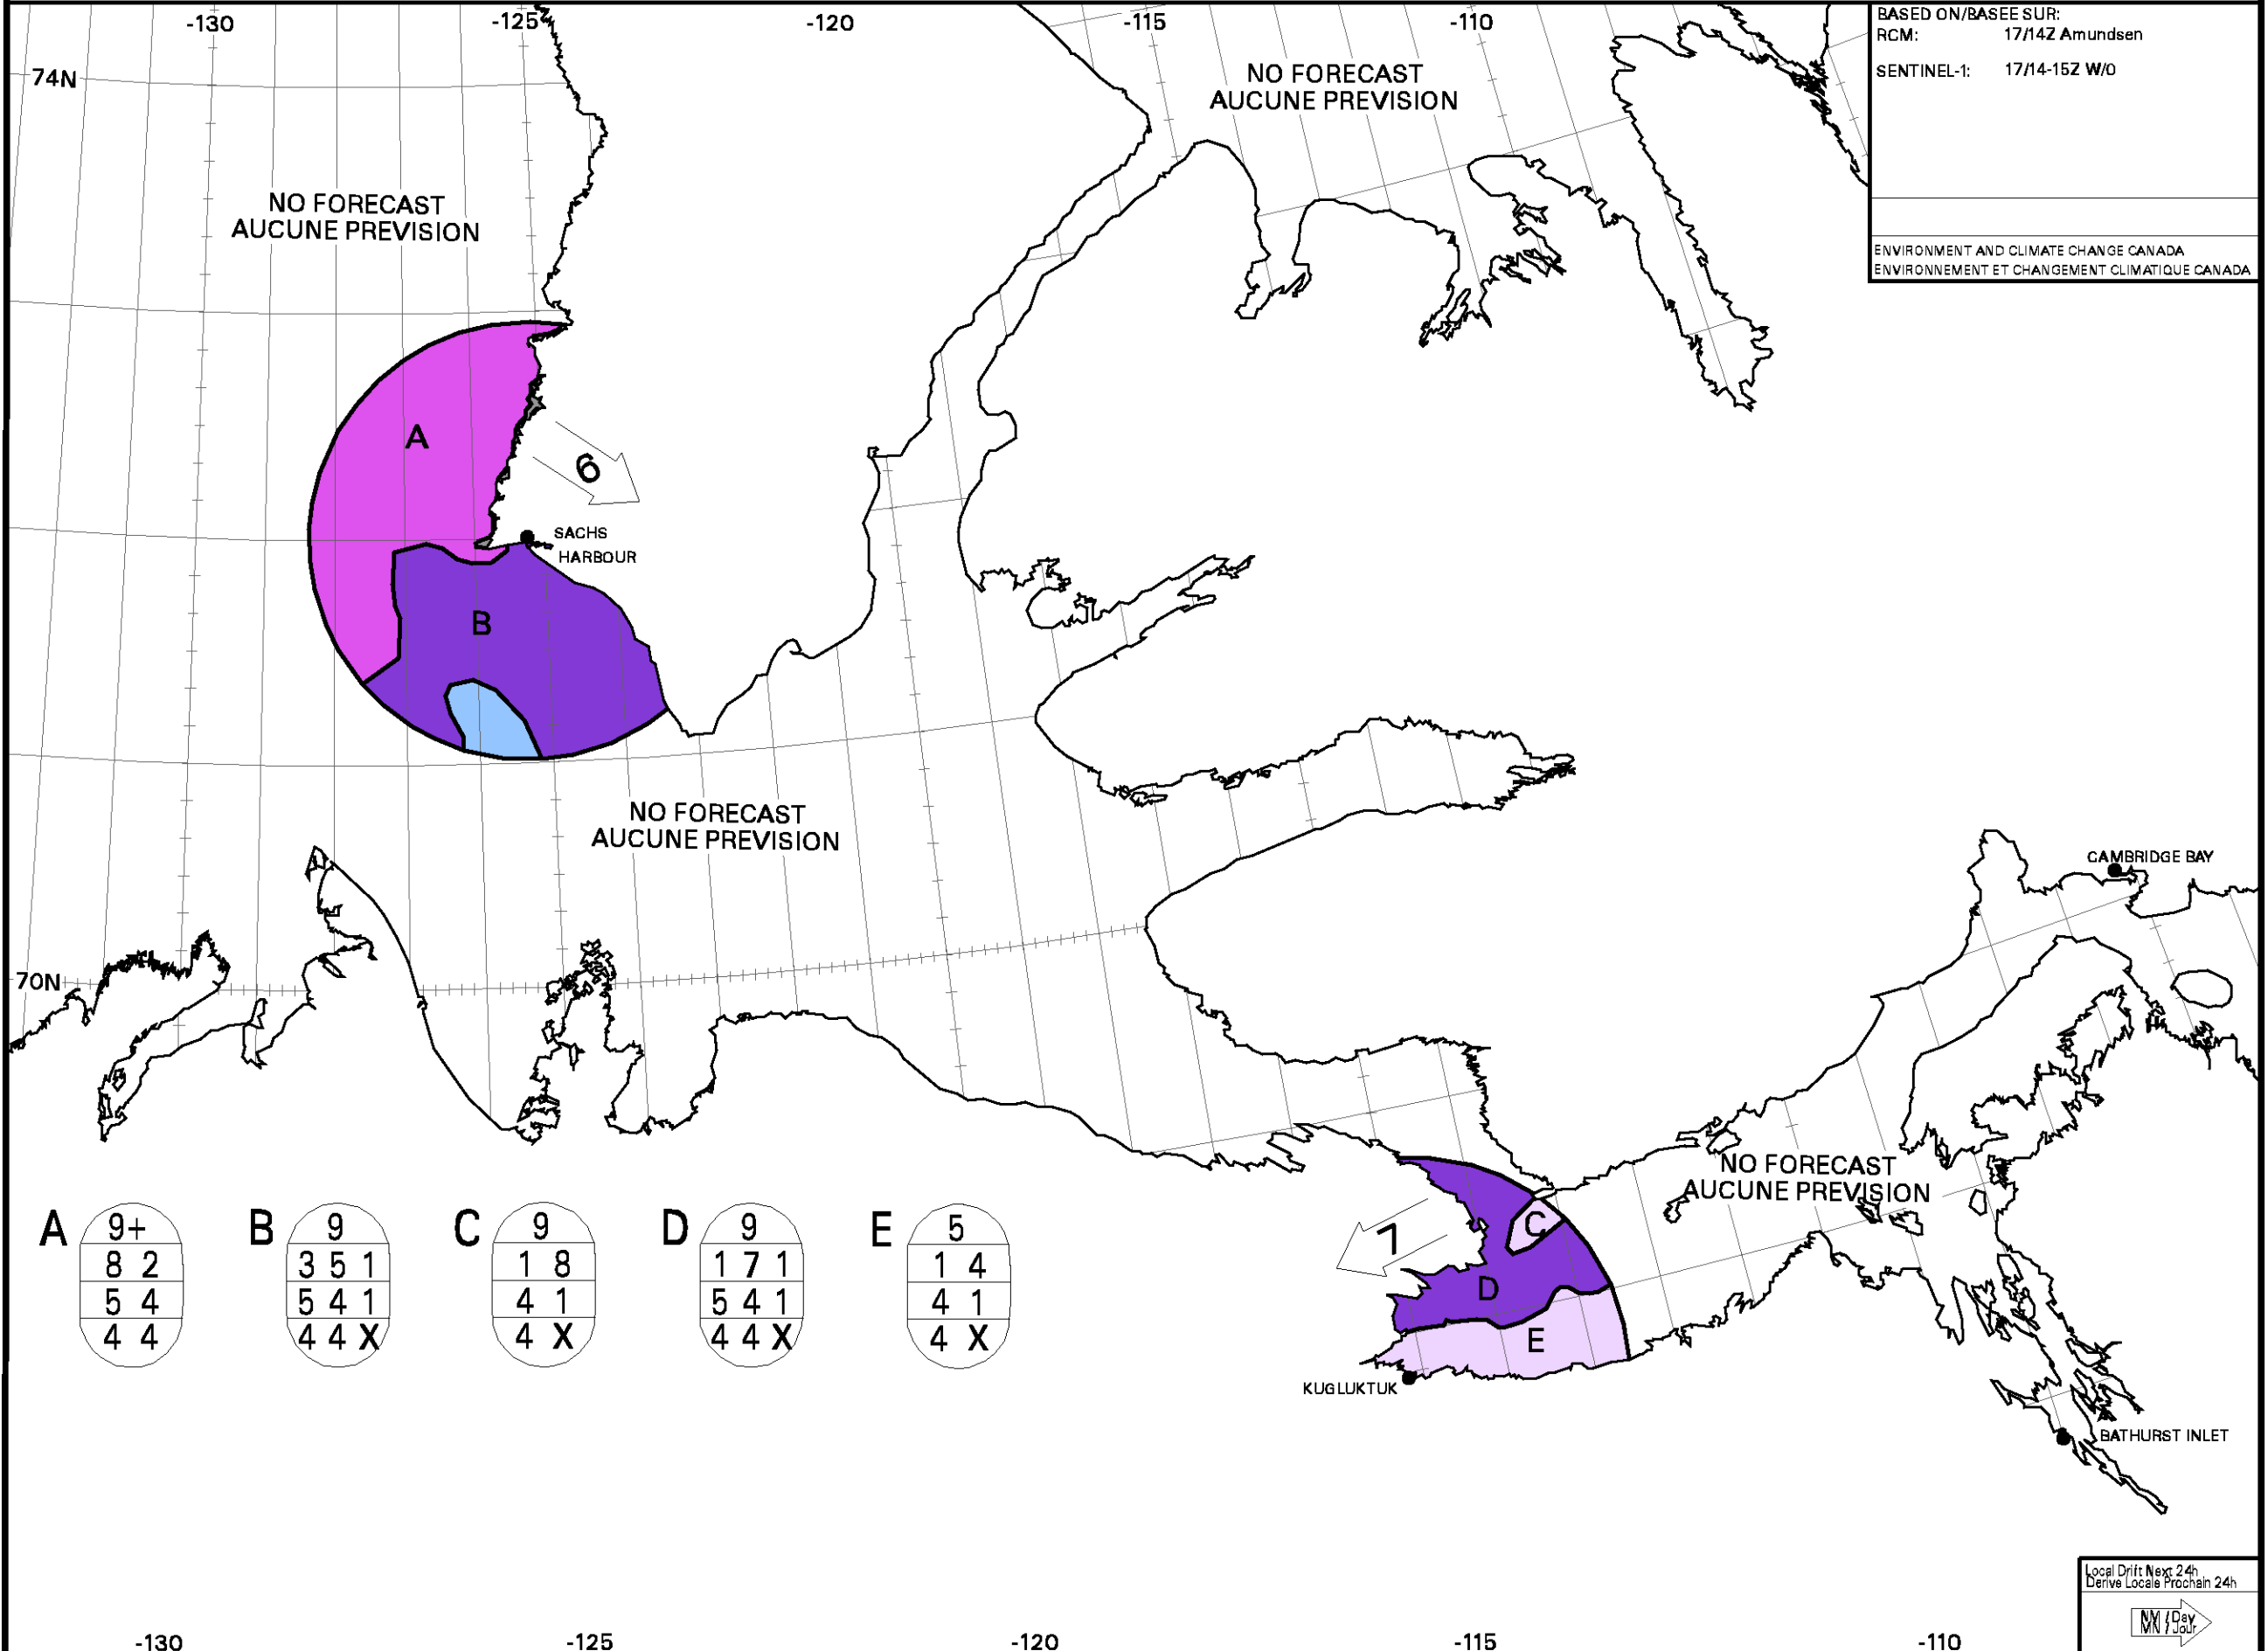 -130
-125
-120
-115
-110
BASED ON/BASEE SUR:
RCM: 17/14Z Amundsen
SENTINEL-1: 17/14-15Z W/O
ENVIRONMENT AND CLIMATE CHANGE CANADA
ENVIRONNEMENT ET CHANGEMENT CLIMATIQUE CANADA
74N
NO FORECAST
AUCUNE PREVISION
NO FORECAST
AUCUNE PREVISION
A
6
SACHS
HARBOUR
B
NO FORECAST
AUCUNE PREVISION
CAMBRIDGE BAY
70N
NO FORECAST
AUCUNE PREVISION
C
7
D
E
KUGLUKTUK
BATHURST INLET
A
9+
8 2
5 4
4 4
B
9
3 5 1
5 4 1
4 4 X
C
9
1 8
4 1
4 X
D
9
1 7 1
5 4 1
4 4 X
E
5
1 4
4 1
4 X
Local Drift Next 24h
Derive Locale Prochain 24h
NM / Day
MN / Jour
-130
-125
-120
-115
-110